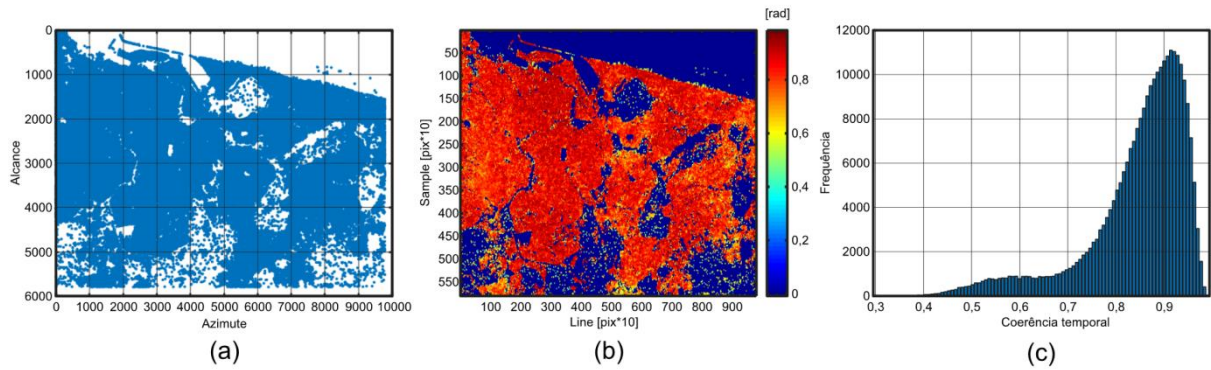 0
1000
2000
3000
4000
5000
6000
Alcance
0 1000 2000 3000 4000 5000 6000 7000 8000 9000 10000
Azimute
(a)
[rad]
50
100
150
200
250
300
350
400
450
500
550
Sample [pix*10]
100 200 300 400 500 600 700 800 900
Line [pix*10]
0,8
0,6
0,4
0,2
0
(b)
12000
10000
8000
6000
4000
2000
0
Frequência
0,3 0,4 0,5 0,6 0,7 0,8 0,9
Coerência temporal
(c)